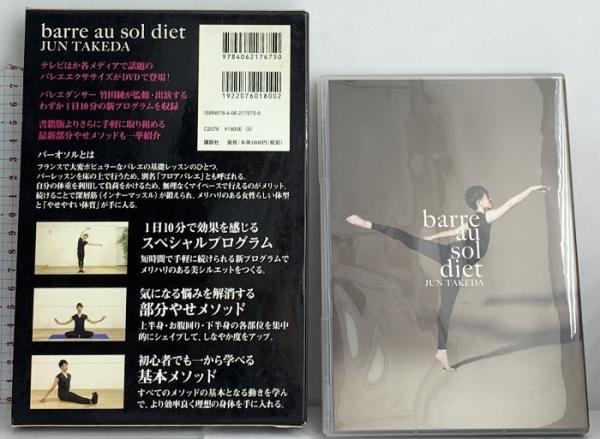 barre au sol diet
JUN TAKEDA
テレビほか各メディアで話題の
バレエエクササイズがDVDで登場!
バレエダンサー 竹田純が監修・出演する
わずか1日10分の新プログラムを収録
書籍版よりさらに手軽に取り組める
最新部分やせメソッドも一挙紹介
9784062176750
1922076018002
C2076 ¥1800E (0)
講談社
バーオソルとは
フランスで大変ポピュラーなバレエの基礎レッスンのひとつ。
バーレッスンを床の上で行うため、別名「フロアバレエ」とも呼ばれる。
自分の体重を利用して負荷をかけるため、無理なくマイペースで行えるのがメリット。
続けることで深層筋(インナーマッスル)が鍛えられ、メリハリのある女性らしい体型
と「やせやすい体質」が手に入る。
1日10分で効果を感じる
スペシャルプログラム
短時間で手軽に続けられる新プログラムで
メリハリのある美シルエットをつくる。
気になる悩みを解消する
部分やせメソッド
上半身・お腹回り・下半身の各部位を集中
的にシェイプして、しなやか度をアップ。
初心者でも一から学べる
基本メソッド
すべてのメソッドの基本となる動きを学ん
で、より効率良く理想の身体を手に入れる。
barre
au
sol
diet
JUN TAKEDA